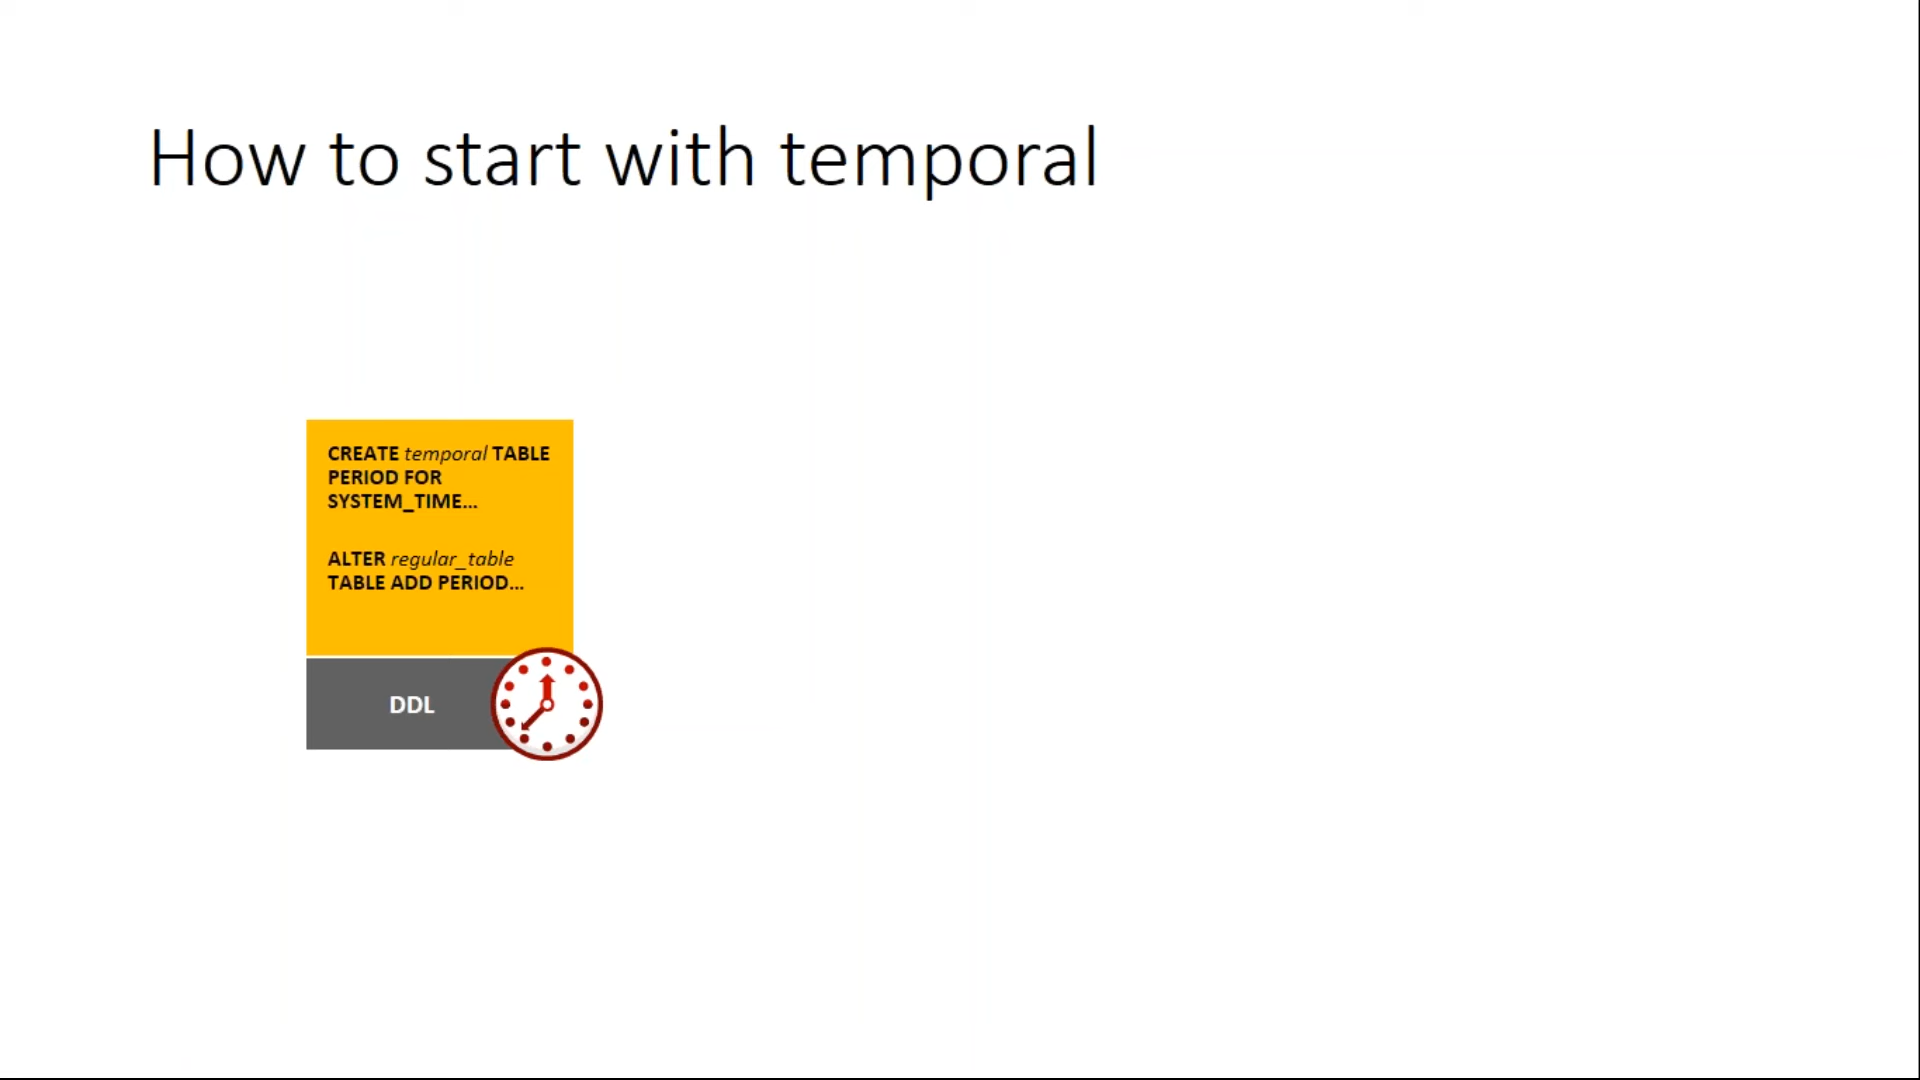 How to start with temporal
CREATE temporal TABLE
PERIOD FOR
SYSTEM_TIME...
ALTER regular_table
TABLE ADD PERIOD...
DDL